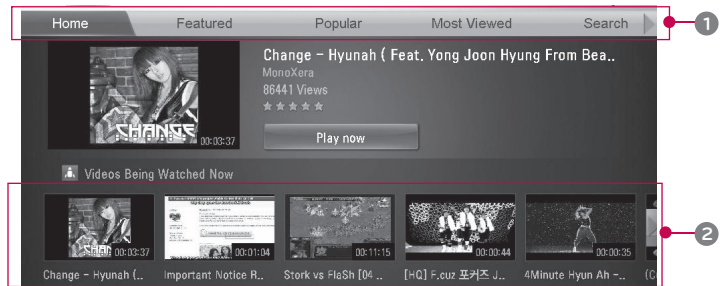 Home Featured Popular Most Viewed Search
1
Change - Hyunah ( Feat. Yong Joon Hyung From Bea..
MonoXera
86441 Views
CHANGE
00:03:37
Play now
Videos Being Watched Now
2
00:03:37 00:01:04 00:11:15 00:00:44 00:00:35
Change - Hyunah (.. Important Notice R.. Stork vs FlaSh [04 .. [HQ] F.cuz 포커즈 J.. 4Minute Hyun Ah -.. (C